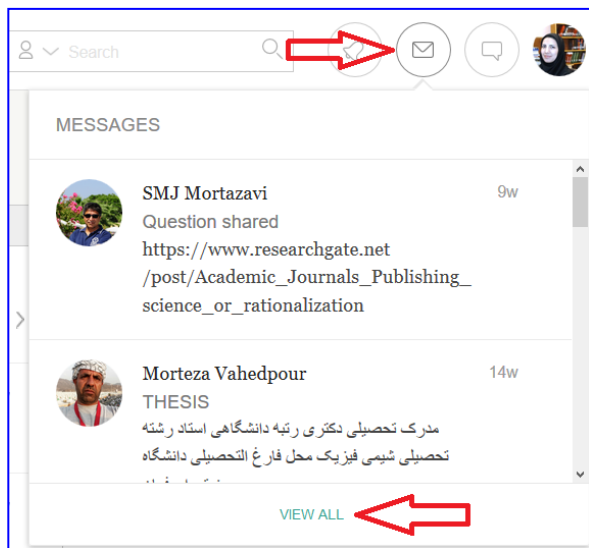 Search
MESSAGES
SMJ Mortazavi 9w
Question shared
https://www.researchgate.net
/post/Academic_Journals_Publishing_
science_or_rationalization
Morteza Vahedpour 14w
THESIS
مدرک تحصیلی دکتری رتبه دانشگاهی استاد رشته
تحصیلی شیمی فیزیک محل فارغ التحصیلی دانشگاه
VIEW ALL